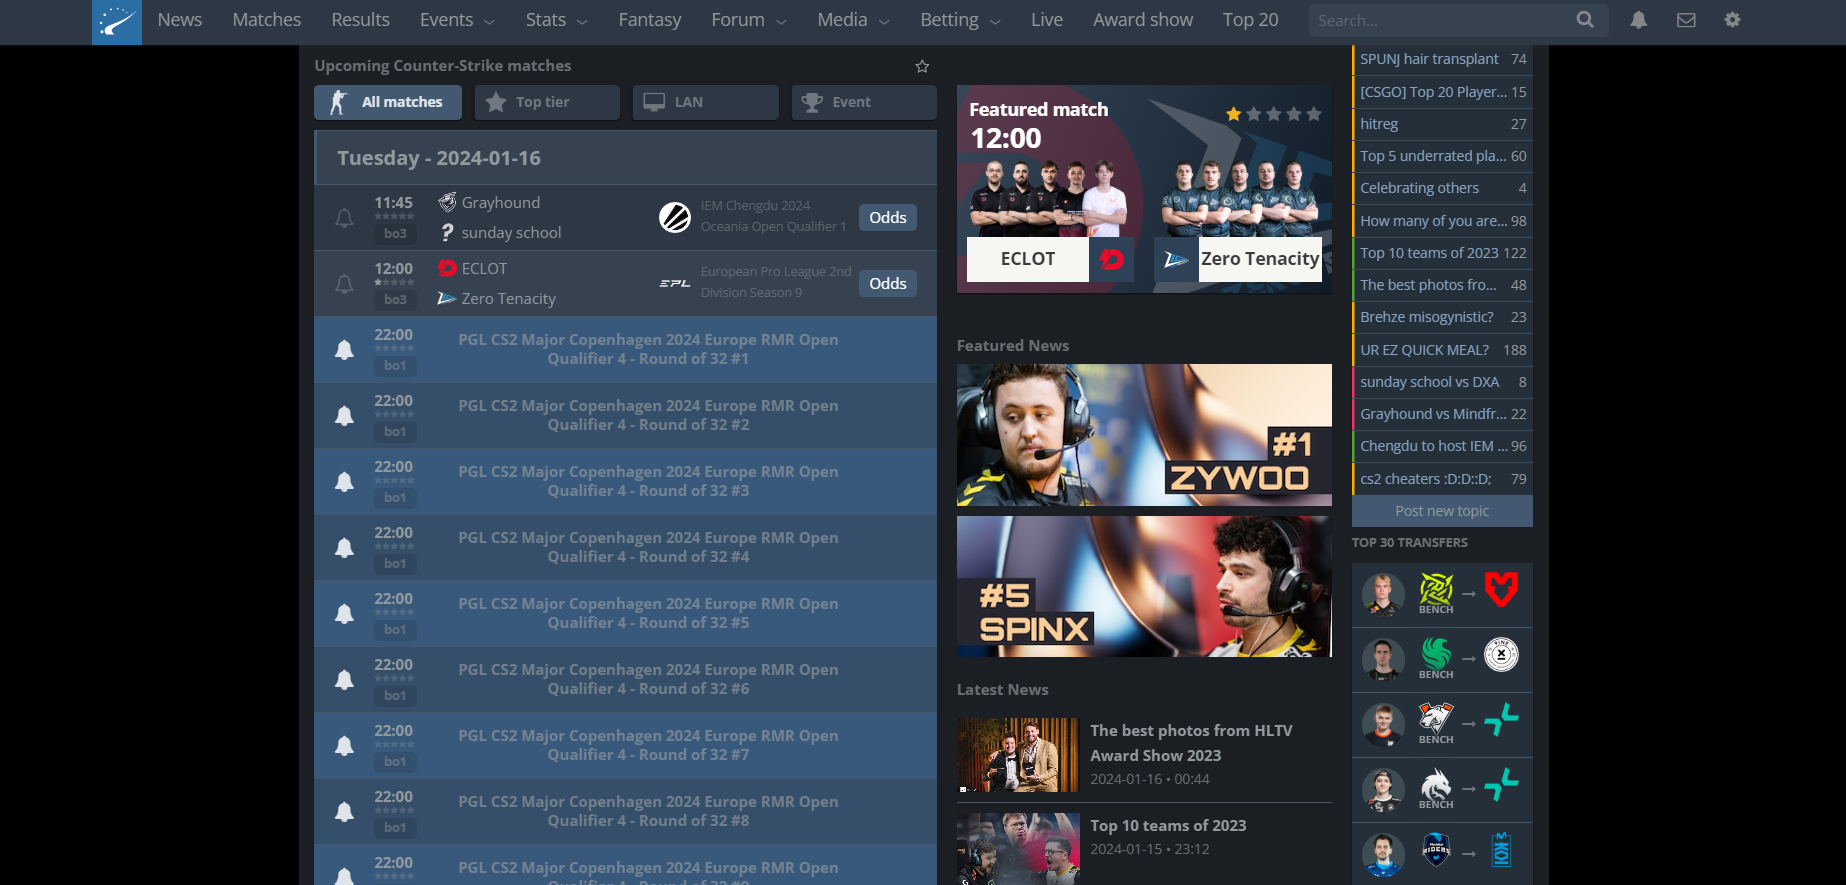 News Matches Results Events Stats Fantasy Forum Media Betting Live Award show Top 20 Search...
Upcoming Counter-Strike matches
All matches Top tier LAN Event
Tuesday - 2024-01-16
11:45
bo3
Grayhound
? sunday school
IEM Chengdu 2024
Oceania Open Qualifier 1
Odds
12:00
bo3
ECLOT
Zero Tenacity
EPL
European Pro League 2nd
Division Season 9
Odds
22:00
bo1
PGL CS2 Major Copenhagen 2024 Europe RMR Open
Qualifier 4 - Round of 32 #1
22:00
bo1
PGL CS2 Major Copenhagen 2024 Europe RMR Open
Qualifier 4 - Round of 32 #2
22:00
bo1
PGL CS2 Major Copenhagen 2024 Europe RMR Open
Qualifier 4 - Round of 32 #3
22:00
bo1
PGL CS2 Major Copenhagen 2024 Europe RMR Open
Qualifier 4 - Round of 32 #4
22:00
bo1
PGL CS2 Major Copenhagen 2024 Europe RMR Open
Qualifier 4 - Round of 32 #5
22:00
bo1
PGL CS2 Major Copenhagen 2024 Europe RMR Open
Qualifier 4 - Round of 32 #6
22:00
bo1
PGL CS2 Major Copenhagen 2024 Europe RMR Open
Qualifier 4 - Round of 32 #7
22:00
bo1
PGL CS2 Major Copenhagen 2024 Europe RMR Open
Qualifier 4 - Round of 32 #8
22:00
PGL CS2 Major Copenhagen 2024 Europe RMR Open
Featured match
12:00
ECLOT
Zero Tenacity
Featured News
#1
ZYWOO
#5
SPINX
Latest News
The best photos from HLTV
Award Show 2023
2024-01-16 • 00:44
Top 10 teams of 2023
2024-01-15 • 23:12
SPUNJ hair transplant 74
[CSGO] Top 20 Player... 15
hitreg 27
Top 5 underrated pla... 60
Celebrating others 4
How many of you are... 98
Top 10 teams of 2023 122
The best photos fro... 48
Brehze misogynistic? 23
UR EZ QUICK MEAL? 188
sunday school vs DXA 8
Grayhound vs Mindfr... 22
Chengdu to host IEM ... 96
cs2 cheaters :D:D::D; 79
Post new topic
TOP 30 TRANSFERS
BENCH
BENCH
BENCH
BENCH
RIDERS
KOI